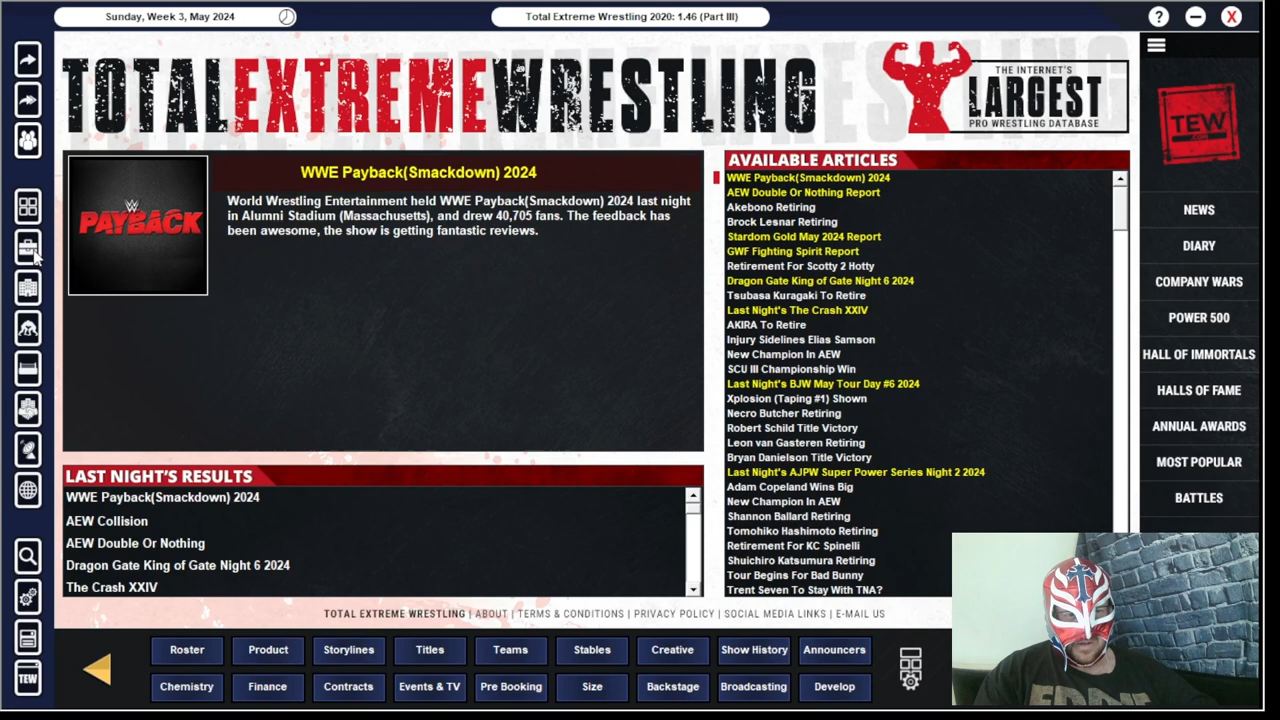 Sunday, Week 3, May 2024
Total Extreme Wrestling 2020: 1.46 (Part III)
?
X
TOTALEXTREMEWRESTLING
THE INTERNET'S
LARGEST
PRO WRESTLING DATABASE
TEW
.COM
PAYBACK
WWE Payback(Smackdown) 2024
World Wrestling Entertainment held WWE Payback(Smackdown) 2024 last night
in Alumni Stadium (Massachusetts), and drew 40,705 fans. The feedback has
been awesome, the show is getting fantastic reviews.
AVAILABLE ARTICLES
WWE Payback(Smackdown) 2024
AEW Double Or Nothing Report
Akebono Retiring
Brock Lesnar Retiring
Stardom Gold May 2024 Report
GWF Fighting Spirit Report
Retirement For Scotty 2 Hotty
Dragon Gate King of Gate Night 6 2024
Tsubasa Kuragaki To Retire
Last Night's The Crash XXIV
AKIRA To Retire
Injury Sidelines Elias Samson
New Champion In AEW
SCU III Championship Win
Last Night's BJW May Tour Day #6 2024
Xplosion (Taping #1) Shown
Necro Butcher Retiring
Robert Schild Title Victory
Leon van Gasteren Retiring
Bryan Danielson Title Victory
Last Night's AJPW Super Power Series Night 2 2024
Adam Copeland Wins Big
New Champion In AEW
Shannon Ballard Retiring
Tomohiko Hashimoto Retiring
Retirement For KC Spinelli
Shuichiro Katsumura Retiring
Tour Begins For Bad Bunny
Trent Seven To Stay With TNA?
NEWS
DIARY
COMPANY WARS
POWER 500
HALL OF IMMORTALS
HALLS OF FAME
ANNUAL AWARDS
MOST POPULAR
BATTLES
LAST NIGHT'S RESULTS
WWE Payback(Smackdown) 2024
AEW Collision
AEW Double Or Nothing
Dragon Gate King of Gate Night 6 2024
The Crash XXIV
TOTAL EXTREME WRESTLING | ABOUT | TERMS & CONDITIONS | PRIVACY POLICY | SOCIAL MEDIA LINKS | E-MAIL US
Roster
Product
Storylines
Titles
Teams
Stables
Creative
Show History
Announcers
Chemistry
Finance
Contracts
Events & TV
Pre Booking
Size
Backstage
Broadcasting
Develop
TEW
EDDIE